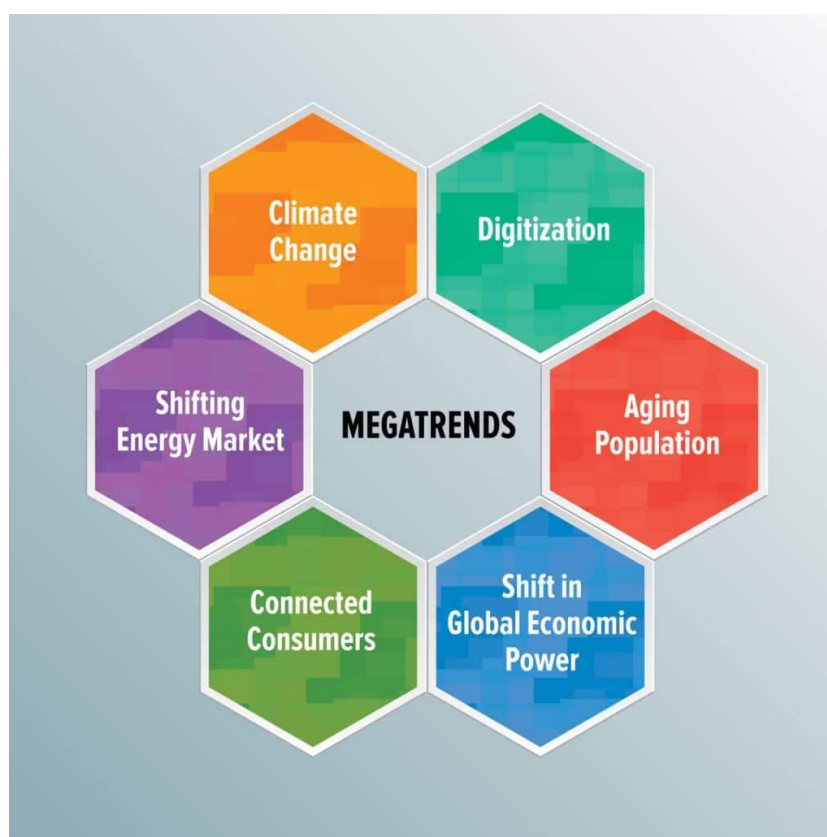 Climate
Change
Digitization
Shifting
Energy Market
MEGATRENDS
Aging
Population
Connected
Consumers
Shift in
Global Economic
Power